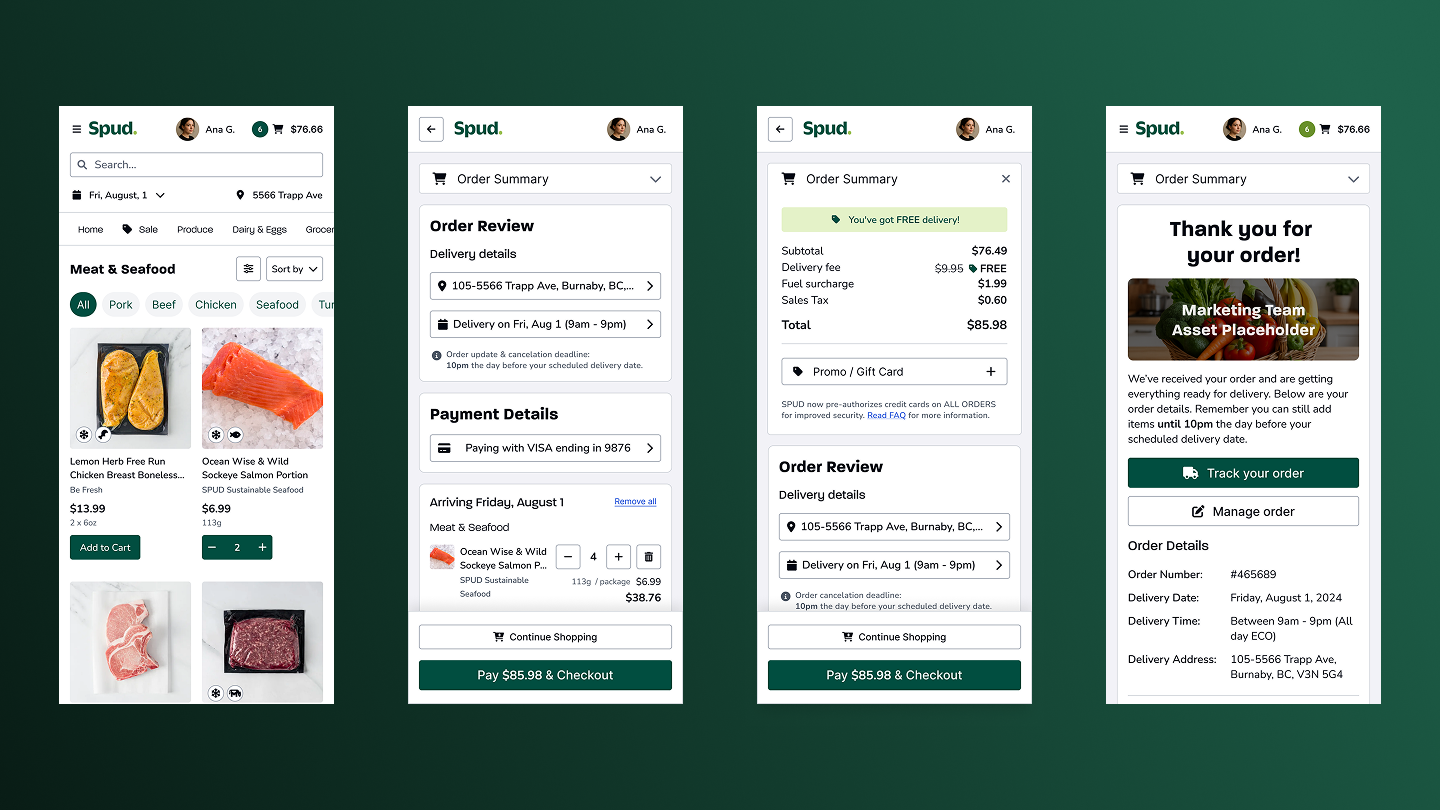 Spud.
Ana G.
6
$76.66
Search...
Fri, August, 1
5566 Trapp Ave
Home
Sale
Produce
Dairy & Eggs
Meat & Seafood
Sort by
All
Pork
Beef
Chicken
Seafood
Lemon Herb Free Run
Chicken Breast Boneless...
Be Fresh
$13.99
2 x 6oz
Add to Cart
Ocean Wise & Wild
Sockeye Salmon Portion
SPUD Sustainable Seafood
$6.99
113g
2
Spud.
Ana G.
Order Summary
Order Review
Delivery details
105-5566 Trapp Ave, Burnaby, BC,...
Delivery on Fri, Aug 1 (9am - 9pm)
Order update & cancelation deadline:
10pm the day before your scheduled delivery date.
Payment Details
Paying with VISA ending in 9876
Arriving Friday, August 1
Remove all
Meat & Seafood
Ocean Wise & Wild
Sockeye Salmon P...
4
SPUD Sustainable
Seafood
113g / package $6.99
$38.76
Continue Shopping
Pay $85.98 & Checkout
Spud.
Ana G.
Order Summary
You've got FREE delivery!
Subtotal $76.49
Delivery fee $9.95 FREE
Fuel surcharge $1.99
Sales Tax $0.60
Total $85.98
Promo / Gift Card
SPUD now pre-authorizes credit cards on ALL ORDERS
for improved security. Read FAQ for more information.
Order Review
Delivery details
105-5566 Trapp Ave, Burnaby, BC,...
Delivery on Fri, Aug 1 (9am - 9pm)
Order cancelation deadline:
10pm the day before your scheduled delivery date.
Continue Shopping
Pay $85.98 & Checkout
Spud.
Ana G.
6
$76.66
Order Summary
Thank you for
your order!
Marketing Team
Asset Placeholder
We've received your order and are getting
everything ready for delivery. Below are your
order details. Remember you can still add
items until 10pm the day before your
scheduled delivery date.
Track your order
Manage order
Order Details
Order Number: #465689
Delivery Date: Friday, August 1, 2024
Delivery Time: Between 9am - 9pm (All
day ECO)
Delivery Address: 105-5566 Trapp Ave,
Burnaby, BC, V3N 5G4